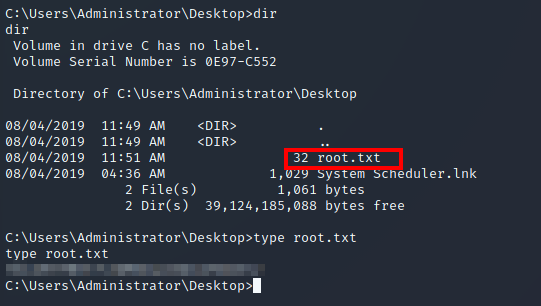 C:\Users\Administrator\Desktop>dir
dir
 Volume in drive C has no label.
 Volume Serial Number is 0E97-C552

 Directory of C:\Users\Administrator\Desktop

08/04/2019  11:49 AM    <DIR>          .
08/04/2019  11:49 AM    <DIR>          ..
08/04/2019  11:51 AM                32 root.txt
08/04/2019  04:36 AM             1,029 System Scheduler.lnk
               2 File(s)          1,061 bytes
               2 Dir(s)  39,124,185,088 bytes free

C:\Users\Administrator\Desktop>type root.txt
type root.txt
C:\Users\Administrator\Desktop>